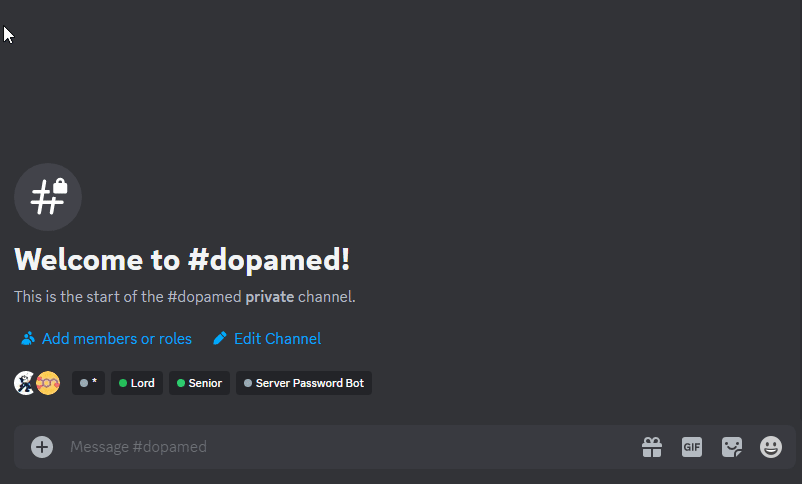 Welcome to #dopamed!
This is the start of the #dopamed private channel.
Add members or roles Edit Channel
* Lord Senior Server Password Bot
Message #dopamed GIF